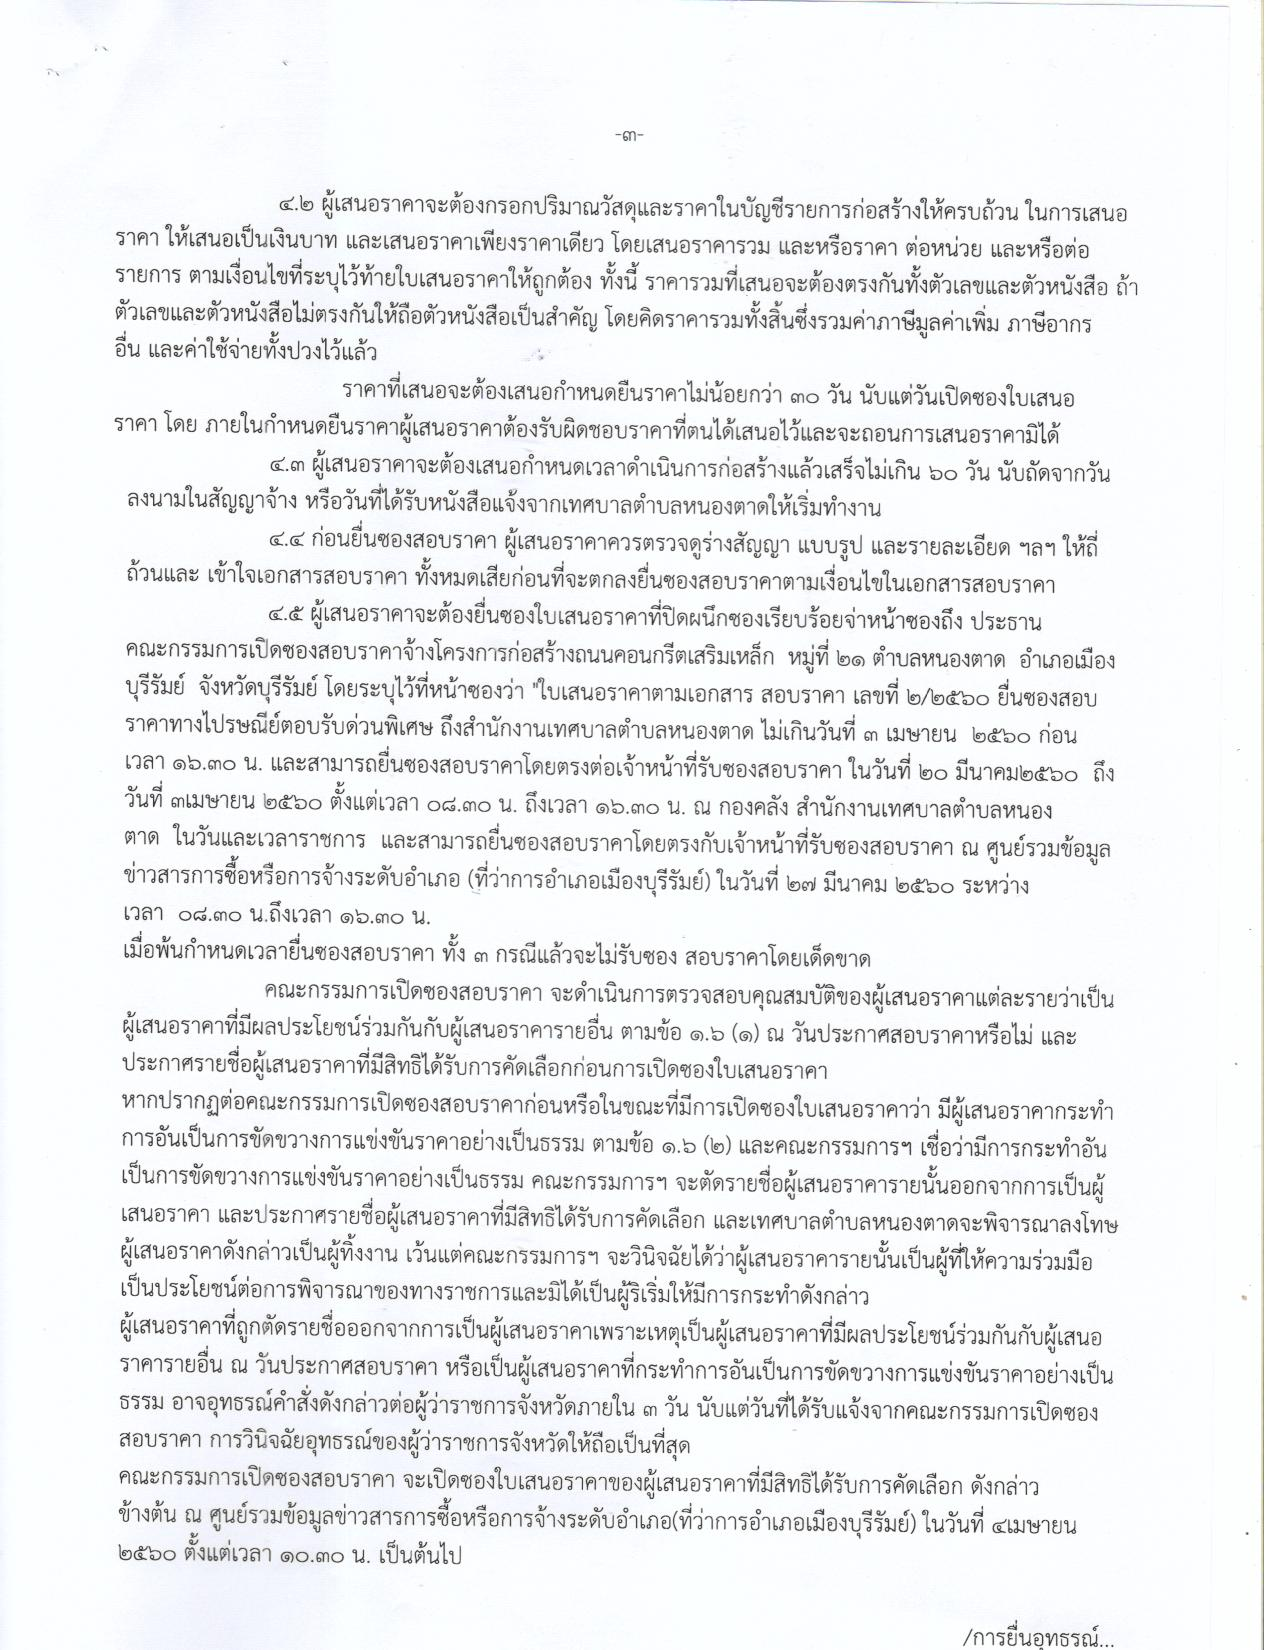 -๓-
๔.๒ ผู้เสนอราคาจะต้องกรอกปริมาณวัสดุและราคาในบัญชีรายการก่อสร้างให้ครบถ้วน ในการเสนอ
ราคา ให้เสนอเป็นเงินบาท และเสนอราคาเพียงราคาเดียว โดยเสนอราคารวม และหรือราคา ต่อหน่วย และหรือต่อ
รายการ ตามเงื่อนไขที่ระบุไว้ท้ายใบเสนอราคาให้ถูกต้อง ทั้งนี้ ราคารวมที่เสนอจะต้องตรงกันทั้งตัวเลขและตัวหนังสือ ถ้า
ตัวเลขและตัวหนังสือไม่ตรงกันให้ถือตัวหนังสือเป็นสำคัญ โดยคิดราคารวมทั้งสิ้นซึ่งรวมค่าภาษีมูลค่าเพิ่ม ภาษีอากร
อื่น และค่าใช้จ่ายทั้งปวงไว้แล้ว
ราคาที่เสนอจะต้องเสนอกำหนดยืนราคาไม่น้อยกว่า ๓๐ วัน นับแต่วันเปิดซองใบเสนอ
ราคา โดย ภายในกำหนดยืนราคาผู้เสนอราคาต้องรับผิดชอบราคาที่ตนได้เสนอไว้และจะถอนการเสนอราคามิได้
๔.๓ ผู้เสนอราคาจะต้องเสนอกำหนดเวลาดำเนินการก่อสร้างแล้วเสร็จไม่เกิน ๖๐ วัน นับถัดจากวัน
ลงนามในสัญญาจ้าง หรือวันที่ได้รับหนังสือแจ้งจากเทศบาลตำบลหนองตาดให้เริ่มทำงาน
๔.๔ ก่อนยื่นซองสอบราคา ผู้เสนอราคาควรตรวจดูร่างสัญญา แบบรูป และรายละเอียด ฯลฯ ให้ถี่
ถ้วนและ เข้าใจเอกสารสอบราคา ทั้งหมดเสียก่อนที่จะตกลงยื่นซองสอบราคาตามเงื่อนไขในเอกสารสอบราคา
๔.๕ ผู้เสนอราคาจะต้องยื่นซองใบเสนอราคาที่ปิดผนึกซองเรียบร้อยจ่าหน้าซองถึง ประธาน
คณะกรรมการเปิดซองสอบราคาจ้างโครงการก่อสร้างถนนคอนกรีตเสริมเหล็ก หมู่ที่ ๒๑ ตำบลหนองตาด อำเภอเมือง
บุรีรัมย์ จังหวัดบุรีรัมย์ โดยระบุไว้ที่หน้าซองว่า "ใบเสนอราคาตามเอกสาร สอบราคา เลขที่ ๒/๒๕๖๐ ยื่นซองสอบ
ราคาทางไปรษณีย์ตอบรับด่วนพิเศษ ถึงสำนักงานเทศบาลตำบลหนองตาด ไม่เกินวันที่ ๓ เมษายน ๒๕๖๐ ก่อน
เวลา ๑๖.๓๐ น. และสามารถยื่นซองสอบราคาโดยตรงต่อเจ้าหน้าที่รับซองสอบราคา ในวันที่ ๒๐ มีนาคม๒๕๖๐ ถึง
วันที่ ๓เมษายน ๒๕๖๐ ตั้งแต่เวลา ๐๘.๓๐ น. ถึงเวลา ๑๖.๓๐ น. ณ กองคลัง สำนักงานเทศบาลตำบลหนอง
ตาด ในวันและเวลาราชการ และสามารถยื่นซองสอบราคาโดยตรงกับเจ้าหน้าที่รับซองสอบราคา ณ ศูนย์รวมข้อมูล
ข่าวสารการซื้อหรือการจ้างระดับอำเภอ (ที่ว่าการอำเภอเมืองบุรีรัมย์) ในวันที่ ๒๗ มีนาคม ๒๕๖๐ ระหว่าง
เวลา ๐๘.๓๐ น.ถึงเวลา ๑๖.๓๐ น.
เมื่อพ้นกำหนดเวลายื่นซองสอบราคา ทั้ง ๓ กรณีแล้วจะไม่รับซอง สอบราคาโดยเด็ดขาด
คณะกรรมการเปิดซองสอบราคา จะดำเนินการตรวจสอบคุณสมบัติของผู้เสนอราคาแต่ละรายว่าเป็น
ผู้เสนอราคาที่มีผลประโยชน์ร่วมกันกับผู้เสนอราคารายอื่น ตามข้อ ๑.๖ (๑) ณ วันประกาศสอบราคาหรือไม่ และ
ประกาศรายชื่อผู้เสนอราคาที่มีสิทธิได้รับการคัดเลือกก่อนการเปิดซองใบเสนอราคา
หากปรากฏต่อคณะกรรมการเปิดซองสอบราคาก่อนหรือในขณะที่มีการเปิดซองใบเสนอราคาว่า มีผู้เสนอราคากระทำ
การอันเป็นการขัดขวางการแข่งขันราคาอย่างเป็นธรรม ตามข้อ ๑.๖ (๒) และคณะกรรมการฯ เชื่อว่ามีการกระทำอัน
เป็นการขัดขวางการแข่งขันราคาอย่างเป็นธรรม คณะกรรมการฯ จะตัดรายชื่อผู้เสนอราคารายนั้นออกจากการเป็นผู้
เสนอราคา และประกาศรายชื่อผู้เสนอราคาที่มีสิทธิได้รับการคัดเลือก และเทศบาลตำบลหนองตาดจะพิจารณาลงโทษ
ผู้เสนอราคาดังกล่าวเป็นผู้ทิ้งงาน เว้นแต่คณะกรรมการฯ จะวินิจฉัยได้ว่าผู้เสนอราคารายนั้นเป็นผู้ที่ให้ความร่วมมือ
เป็นประโยชน์ต่อการพิจารณาของทางราชการและมิได้เป็นผู้ริเริ่มให้มีการกระทำดังกล่าว
ผู้เสนอราคาที่ถูกตัดรายชื่อออกจากการเป็นผู้เสนอราคาเพราะเหตุเป็นผู้เสนอราคาที่มีผลประโยชน์ร่วมกันกับผู้เสนอ
ราคารายอื่น ณ วันประกาศสอบราคา หรือเป็นผู้เสนอราคาที่กระทำการอันเป็นการขัดขวางการแข่งขันราคาอย่างเป็น
ธรรม อาจอุทธรณ์คำสั่งดังกล่าวต่อผู้ว่าราชการจังหวัดภายใน ๓ วัน นับแต่วันที่ได้รับแจ้งจากคณะกรรมการเปิดซอง
สอบราคา การวินิจฉัยอุทธรณ์ของผู้ว่าราชการจังหวัดให้ถือเป็นที่สุด
คณะกรรมการเปิดซองสอบราคา จะเปิดซองใบเสนอราคาของผู้เสนอราคาที่มีสิทธิได้รับการคัดเลือก ดังกล่าว
ข้างต้น ณ ศูนย์รวมข้อมูลข่าวสารการซื้อหรือการจ้างระดับอำเภอ(ที่ว่าการอำเภอเมืองบุรีรัมย์) ในวันที่ ๔เมษายน
๒๕๖๐ ตั้งแต่เวลา ๑๐.๓๐ น. เป็นต้นไป
/การยื่นอุทธรณ์...